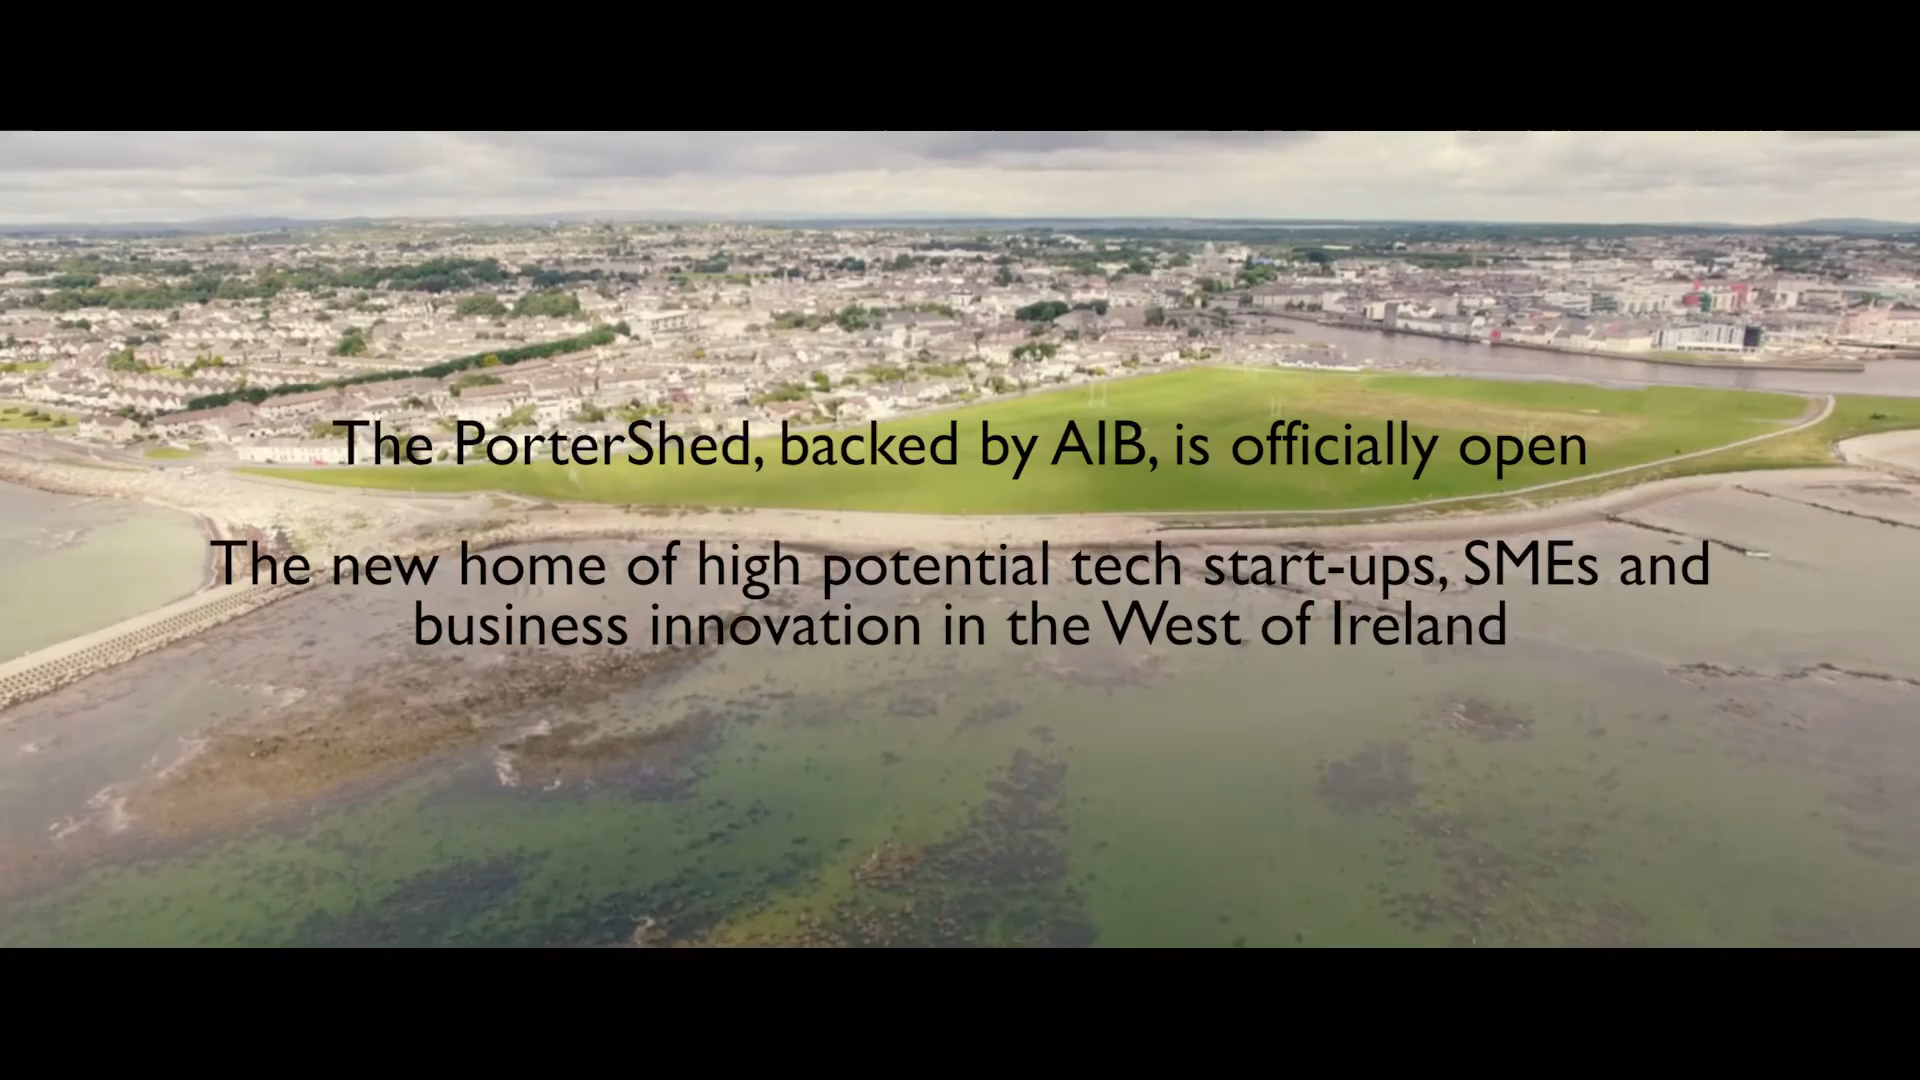 The PorterShed, backed by AIB, is officially open
The new home of high potential tech start-ups, SMEs and
business innovation in the West of Ireland